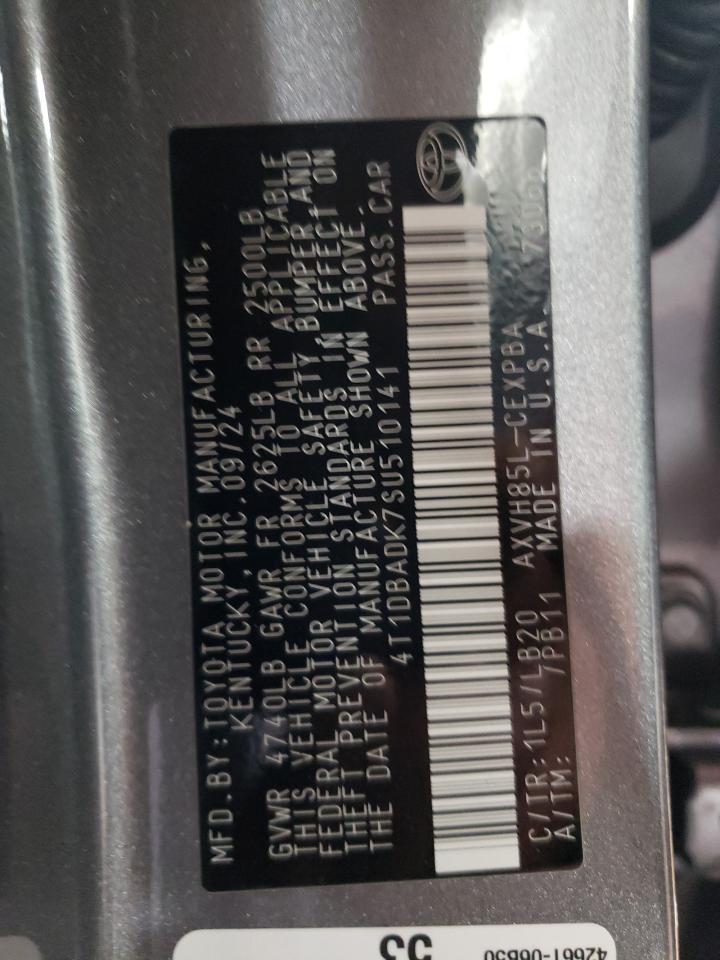 MFD.BY:TOYOTA MOTOR MANUFACTURING,
KENTUCKY,INC.09/24
GVWR 4740LB GAWR FR 2625LB RR 2500LB
THIS VEHICLE CONFORMS TO ALL APPLICABLE
FEDERAL MOTOR VEHICLE SAFETY,BUMPER,AND
THEFT PREVENTION STANDARDS IN EFFECT ON
THE DATE OF MANUFACTURE SHOWN ABOVE.
4T1DBADK7SU510141 PASS.CAR
C/TR:1L5/LB20 AXVH85L-CEXPBA
A/TM: /PB11 MADE IN U.S.A.